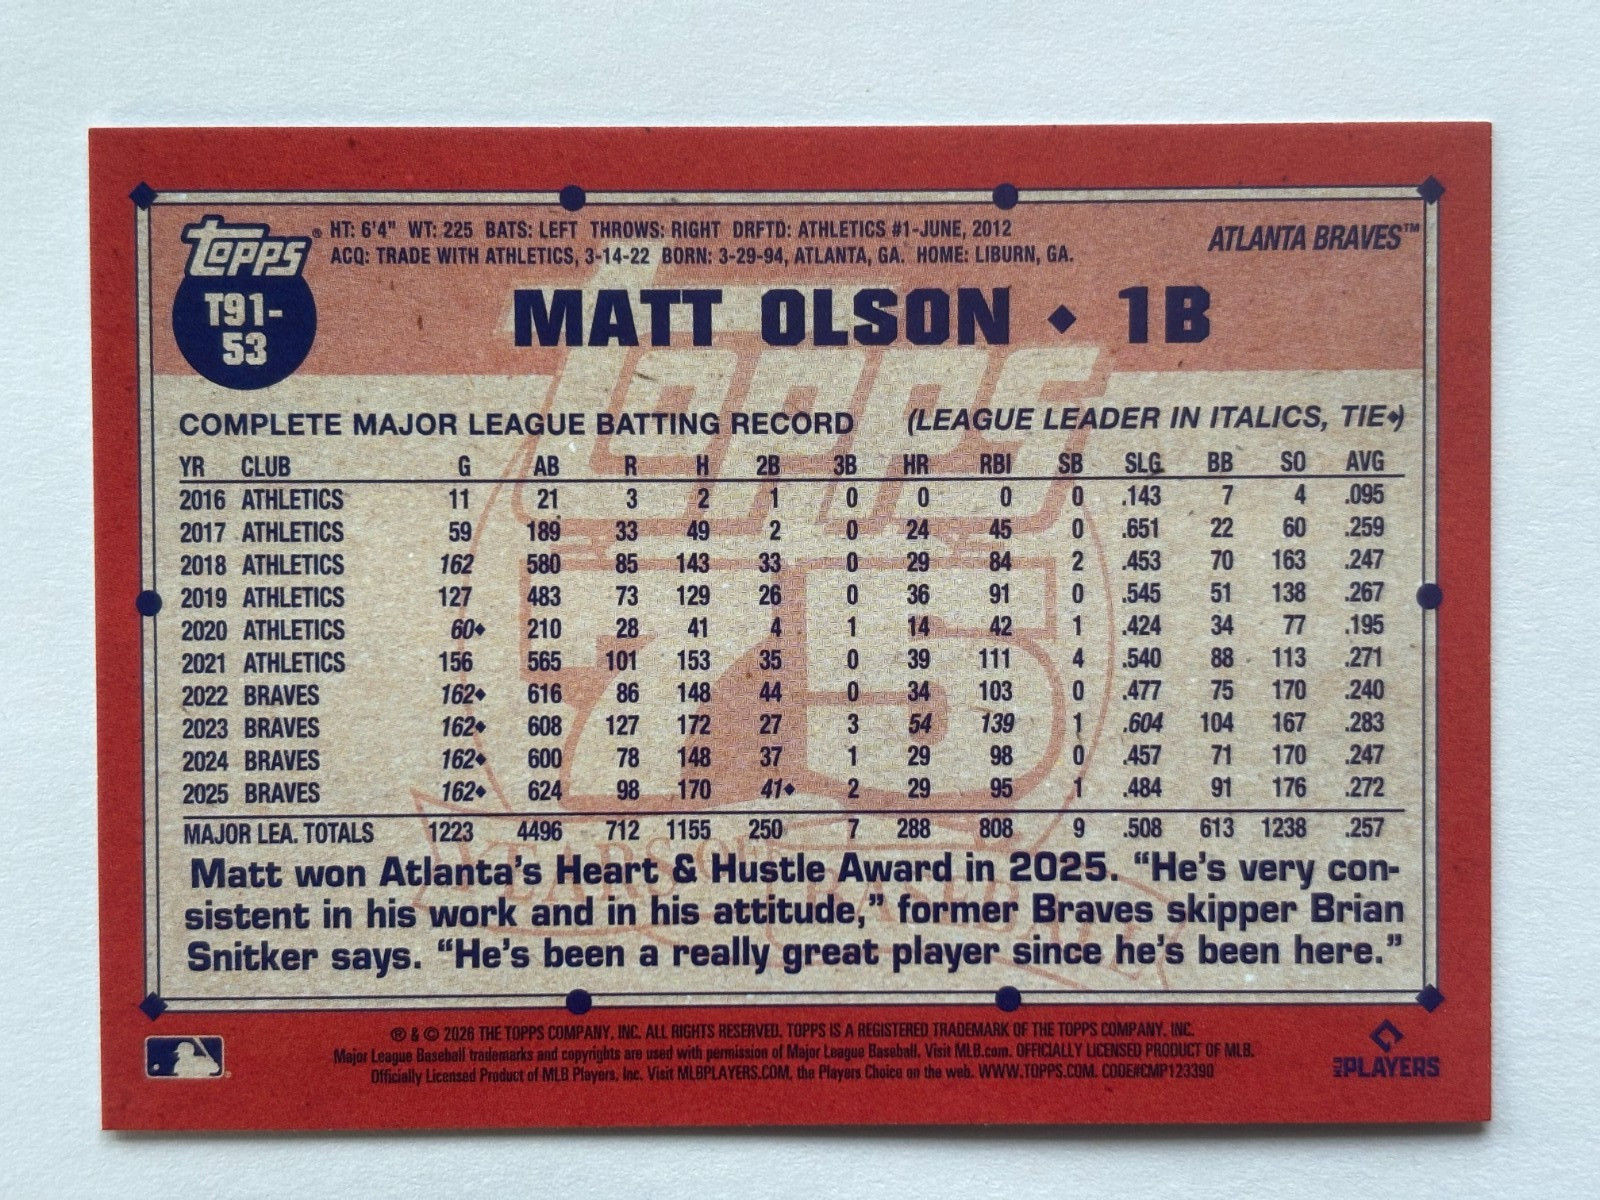 Topps ® HT: 6'4" WT: 225 BATS: LEFT THROWS: RIGHT DRFTD: ATHLETICS #1-JUNE, 2012
ACQ: TRADE WITH ATHLETICS, 3-14-22 BORN: 3-29-94, ATLANTA, GA. HOME: LIBURN, GA.
ATLANTA BRAVES™
T91-
53
MATT OLSON ◆ 1B
COMPLETE MAJOR LEAGUE BATTING RECORD (LEAGUE LEADER IN ITALICS, TIE◆)
YR CLUB G AB R H 2B 3B HR RBI SB SLG BB SO AVG
2016 ATHLETICS 11 21 3 2 1 0 0 0 0 .143 7 4 .095
2017 ATHLETICS 59 189 33 49 2 0 24 45 0 .651 22 60 .259
2018 ATHLETICS 162 580 85 143 33 0 29 84 2 .453 70 163 .247
2019 ATHLETICS 127 483 73 129 26 0 36 91 0 .545 51 138 .267
2020 ATHLETICS 60◆ 210 28 41 4 1 14 42 1 .424 34 77 .195
2021 ATHLETICS 156 565 101 153 35 0 39 111 4 .540 88 113 .271
2022 BRAVES 162◆ 616 86 148 44 0 34 103 0 .477 75 170 .240
2023 BRAVES 162◆ 608 127 172 27 3 54 139 1 .604 104 167 .283
2024 BRAVES 162◆ 600 78 148 37 1 29 98 0 .457 71 170 .247
2025 BRAVES 162◆ 624 98 170 41◆ 2 29 95 1 .484 91 176 .272
MAJOR LEA. TOTALS 1223 4496 712 1155 250 7 288 808 9 .508 613 1238 .257
Topps
75
YEARS OF BASEBALL
Matt won Atlanta's Heart & Hustle Award in 2025. “He's very con-
sistent in his work and in his attitude,” former Braves skipper Brian
Snitker says. “He's been a really great player since he's been here.”
® & © 2026 THE TOPPS COMPANY, INC. ALL RIGHTS RESERVED. TOPPS IS A REGISTERED TRADEMARK OF THE TOPPS COMPANY, INC.
Major League Baseball trademarks and copyrights are used with permission of Major League Baseball. Visit MLB.com. OFFICIALLY LICENSED PRODUCT OF MLB.
Officially Licensed Product of MLB Players, Inc. Visit MLBPLAYERS.COM, the Players Choice on the web. WWW.TOPPS.COM. CODE#CMP123390
MLB PLAYERS